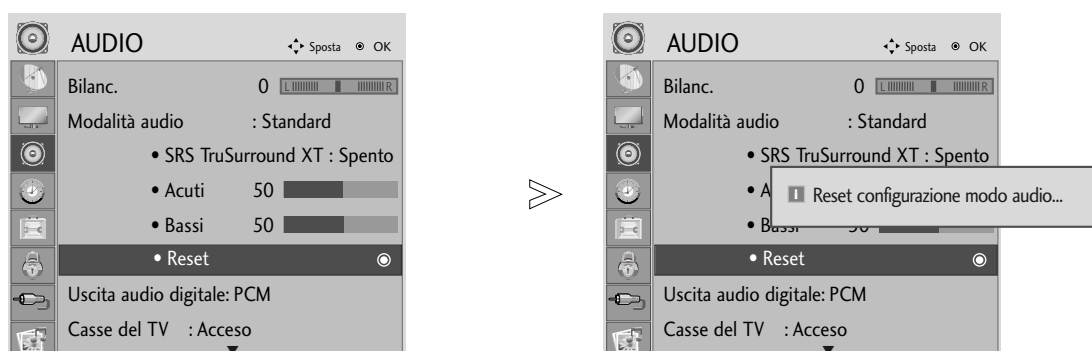 AUDIO Sposta OK
Bilanc. 0 L R
Modalità audio : Standard
• SRS TruSurround XT : Spento
• Acuti 50
• Bassi 50
• Reset
Uscita audio digitale: PCM
Casse del TV : Acceso
AUDIO Sposta OK
Bilanc. 0 L R
Modalità audio : Standard
• SRS TruSurround XT : Spento
• A
Reset configurazione modo audio...
• Bassi 50
• Reset
Uscita audio digitale: PCM
Casse del TV : Acceso